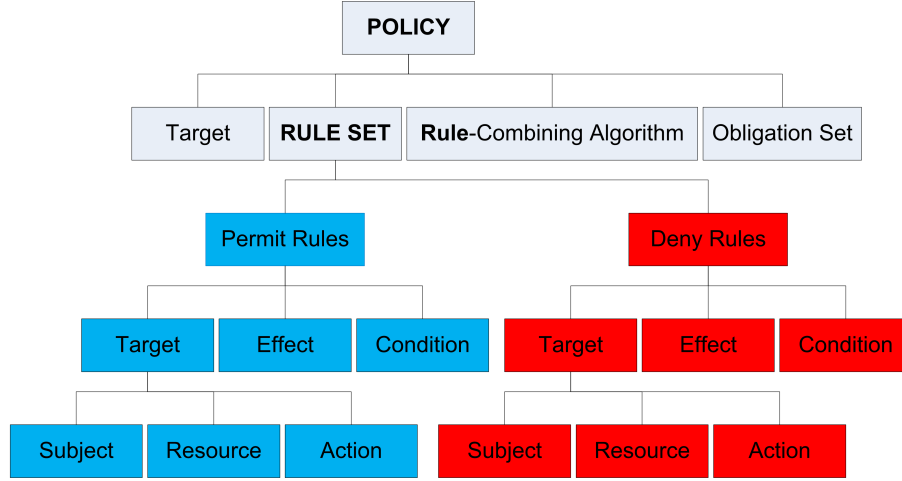 POLICY
Target
RULE SET
Rule-Combining Algorithm
Obligation Set
Permit Rules
Deny Rules
Target
Effect
Condition
Target
Effect
Condition
Subject
Resource
Action
Subject
Resource
Action